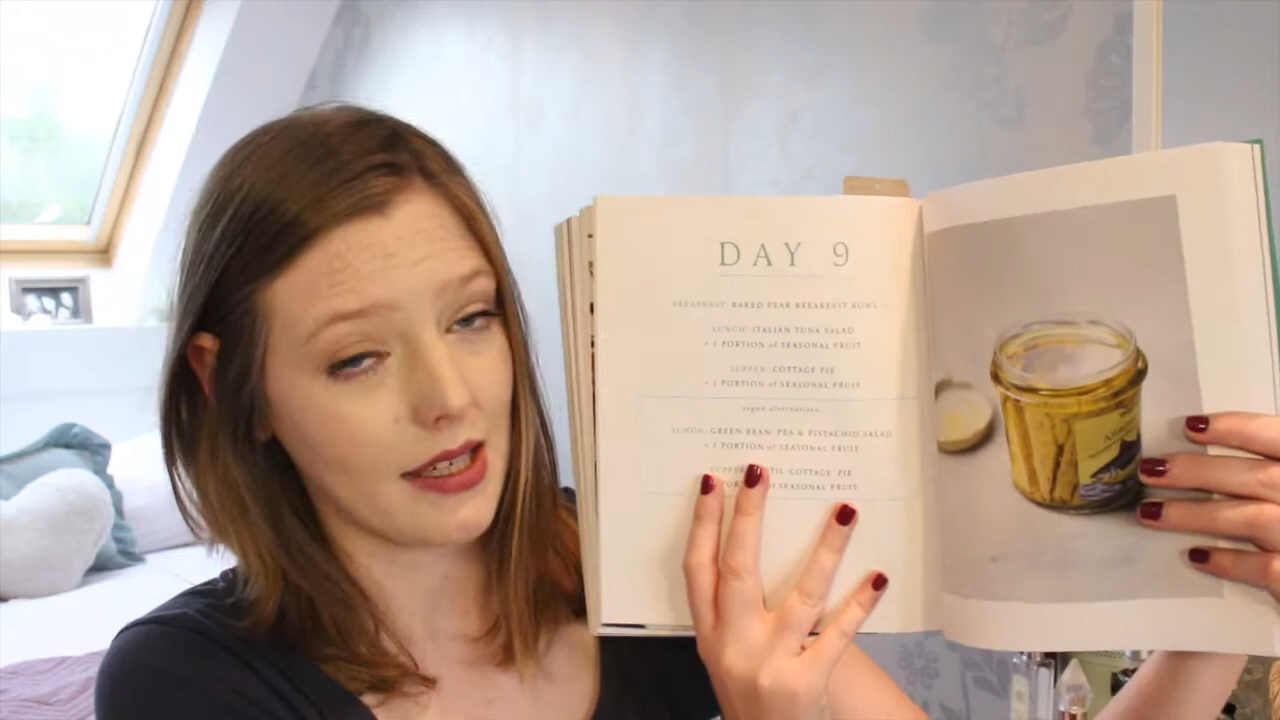 DAY 9
BREAKFAST: BAKED PEAR BREAKFAST BOWL
LUNCH: ITALIAN TUNA SALAD
+ 1 PORTION of SEASONAL FRUIT
SUPPER: COTTAGE PIE
+ 1 PORTION of SEASONAL FRUIT
vegan alternatives:
LUNCH: GREEN BEAN, PEA & PISTACHIO SALAD
+ 1 PORTION of SEASONAL FRUIT
SUPPER: 'COTTAGE' PIE
of SEASONAL FRUIT